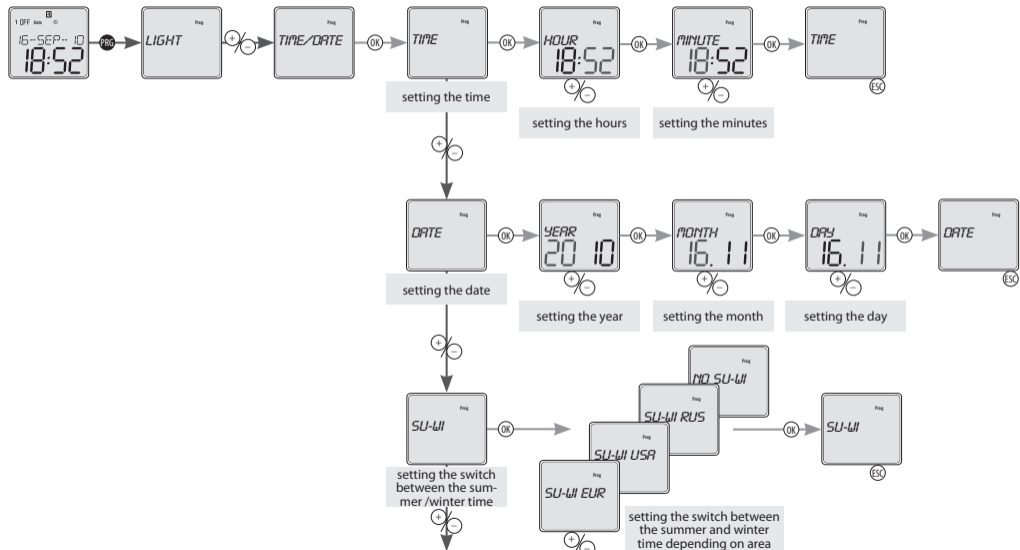 1 OFF Auto
16-SEP-10
18:52
PRG
Prog
LIGHT
+/−
Prog
TIME/DATE
OK
Prog
TIME
OK
Prog
HOUR
18:52
+/−
OK
Prog
MINUTE
18:52
+/−
OK
Prog
TIME
ESC
setting the time
setting the hours
setting the minutes
+/−
Prog
DATE
OK
Prog
YEAR
20 10
+/−
OK
Prog
MONTH
16. 11
+/−
OK
Prog
DAY
16. 11
+/−
OK
Prog
DATE
ESC
setting the date
setting the year
setting the month
setting the day
+/−
Prog
SU-WI
OK
Prog
NO SU-WI
Prog
SU-WI RUS
Prog
SU-WI USA
Prog
SU-WI EUR
+/−
OK
Prog
SU-WI
ESC
setting the switch
between the sum-
mer /winter time
+/−
setting the switch between
the summer and winter
time depending on area